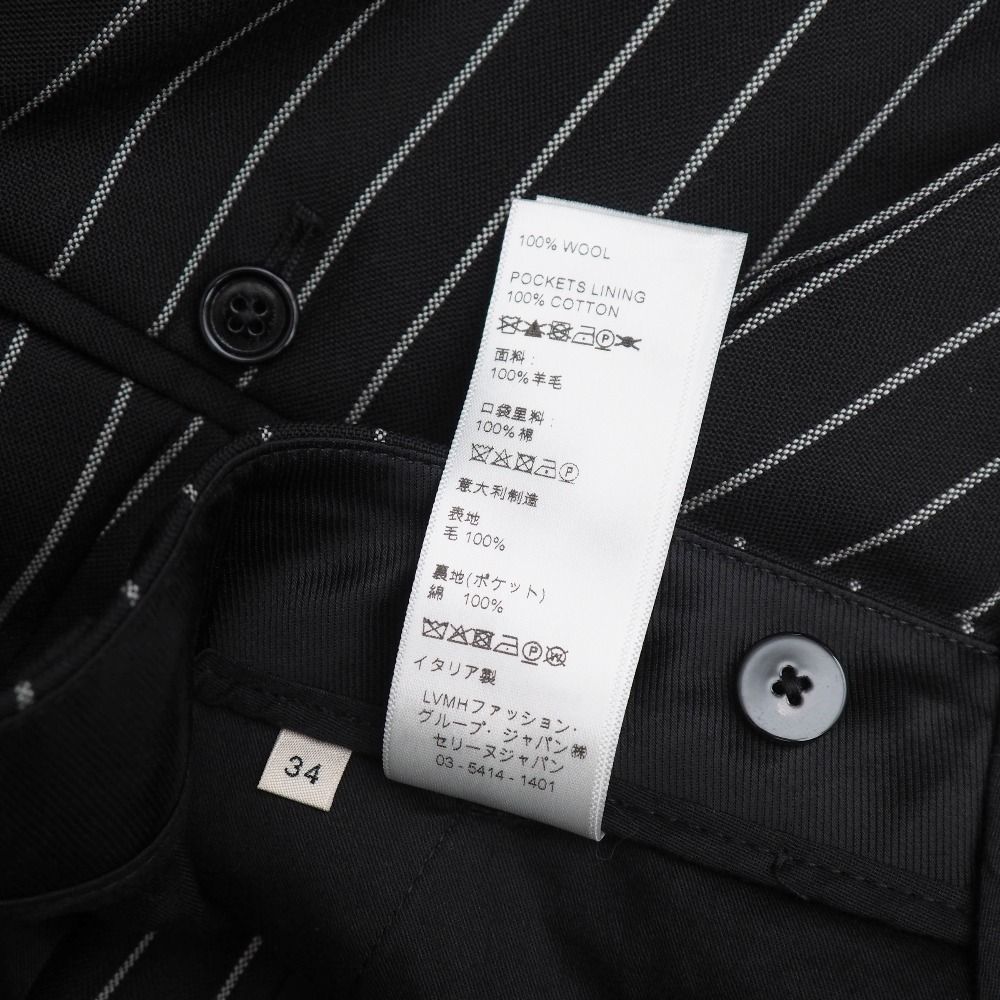 100% WOOL
POCKETS LINING
100% COTTON
P
面料:
100%羊毛
口袋里料:
100%棉
P
意大利制造
表地
毛 100%
裏地(ポケット)
綿 100%
P W
イタリア製
LVMHファッション·
グループ·ジャパン㈱
セリーヌジャパン
03-5414-1401
34